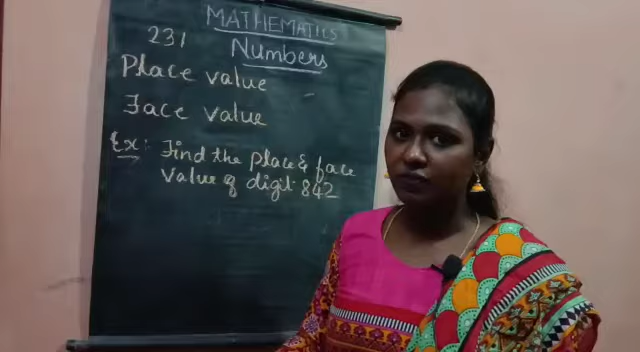 MATHEMATICS
231
Numbers
Place value
Face value
Ex: Find the place & face
value of digit 842